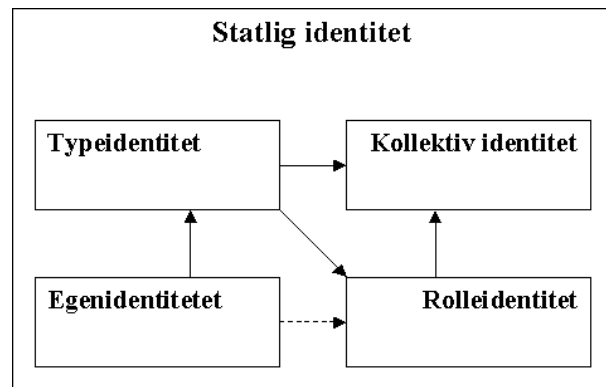 Statlig identitet
Typeidentitet
Kollektiv identitet
Egenidentitetet
Rolleidentitet